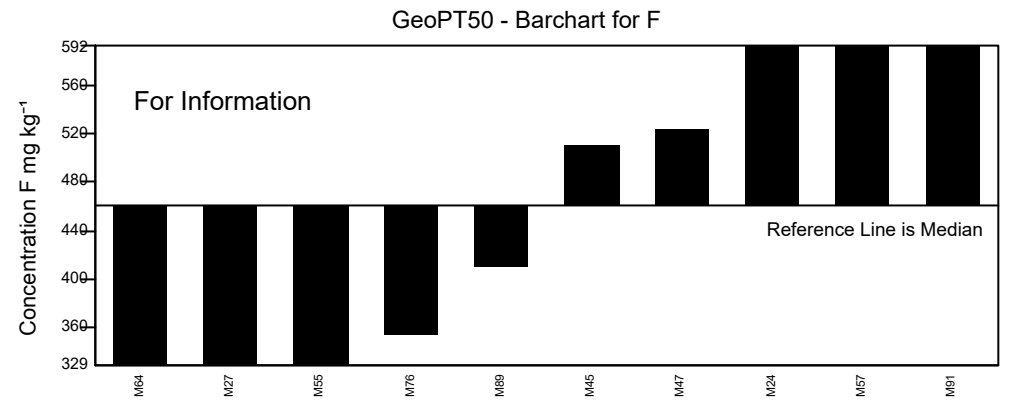 GeoPT50 - Barchart for F
Concentration F mg kg⁻¹
592
560
520
480
440
400
360
329
For Information
Reference Line is Median
M64 M27 M55 M76 M89 M45 M47 M24 M57 M91